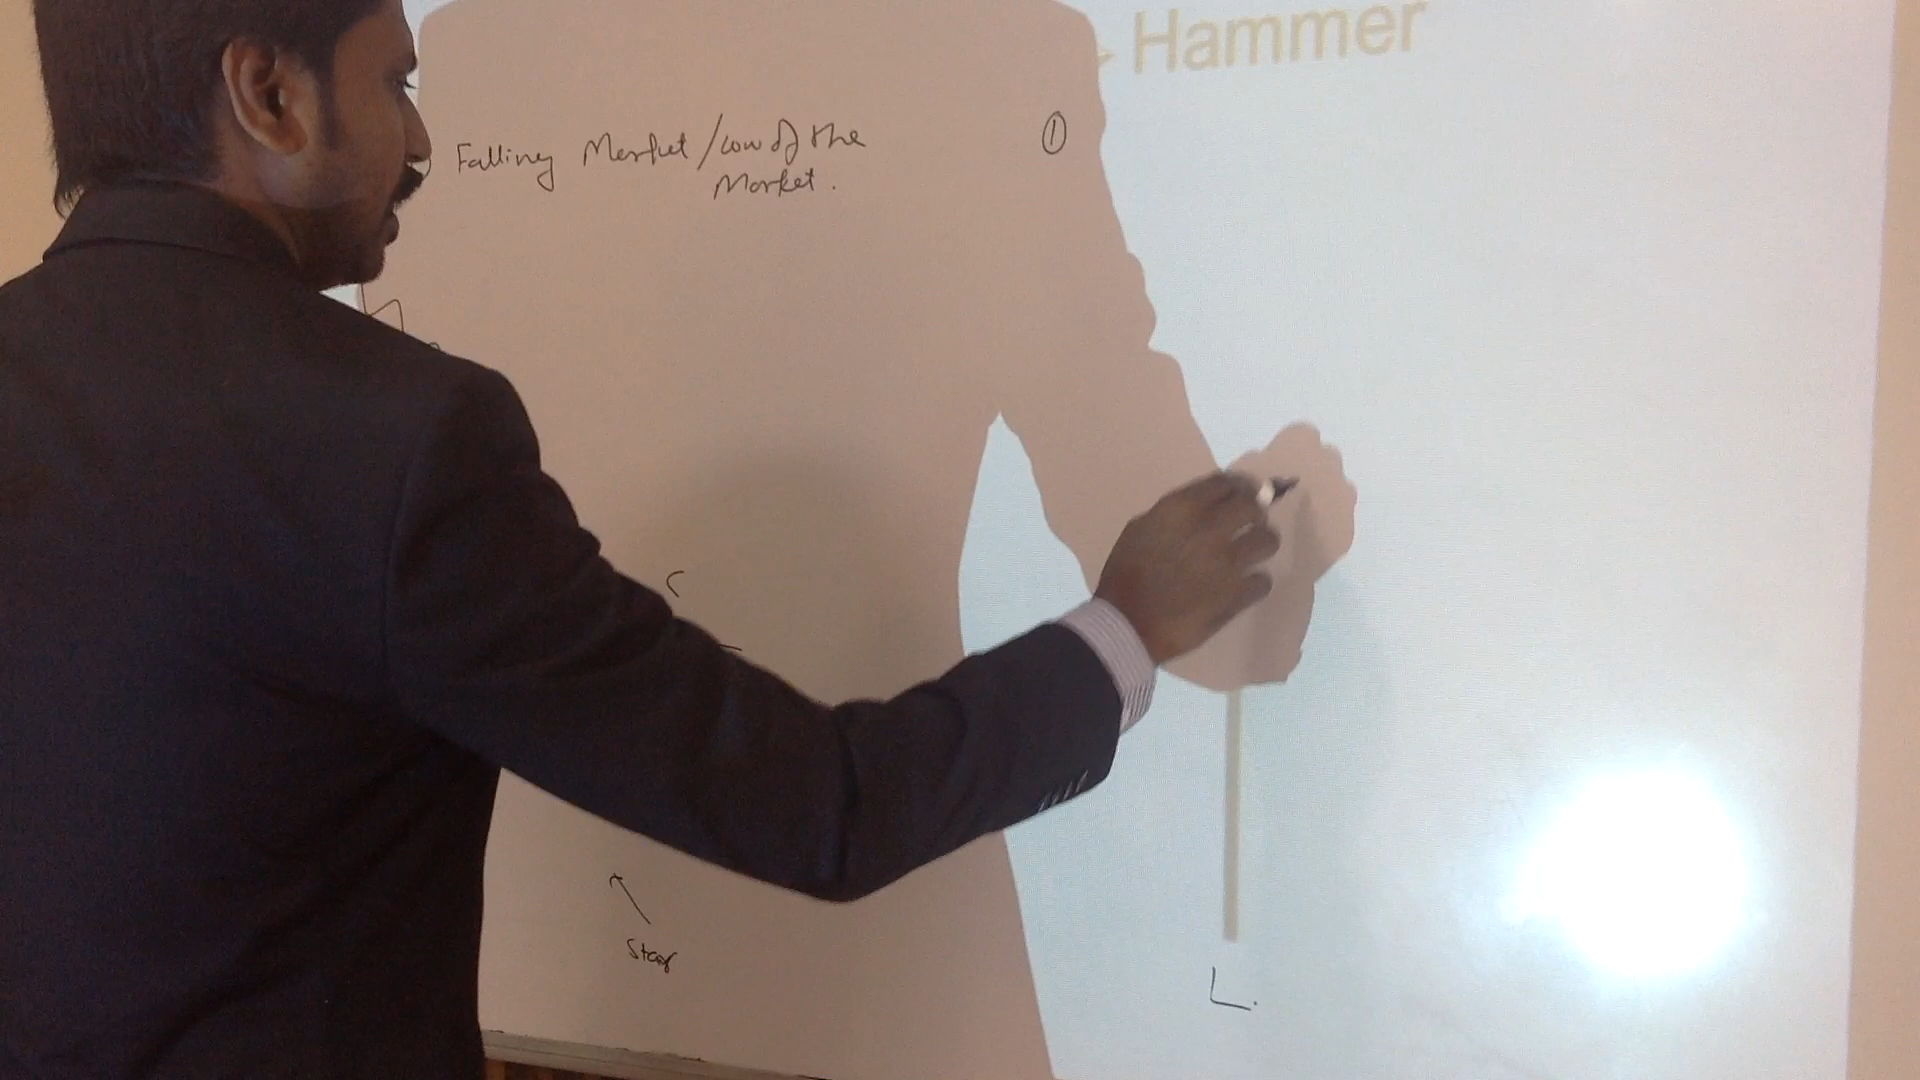 Hammer
Falling Market/low of the
Market.
1
Star
L.